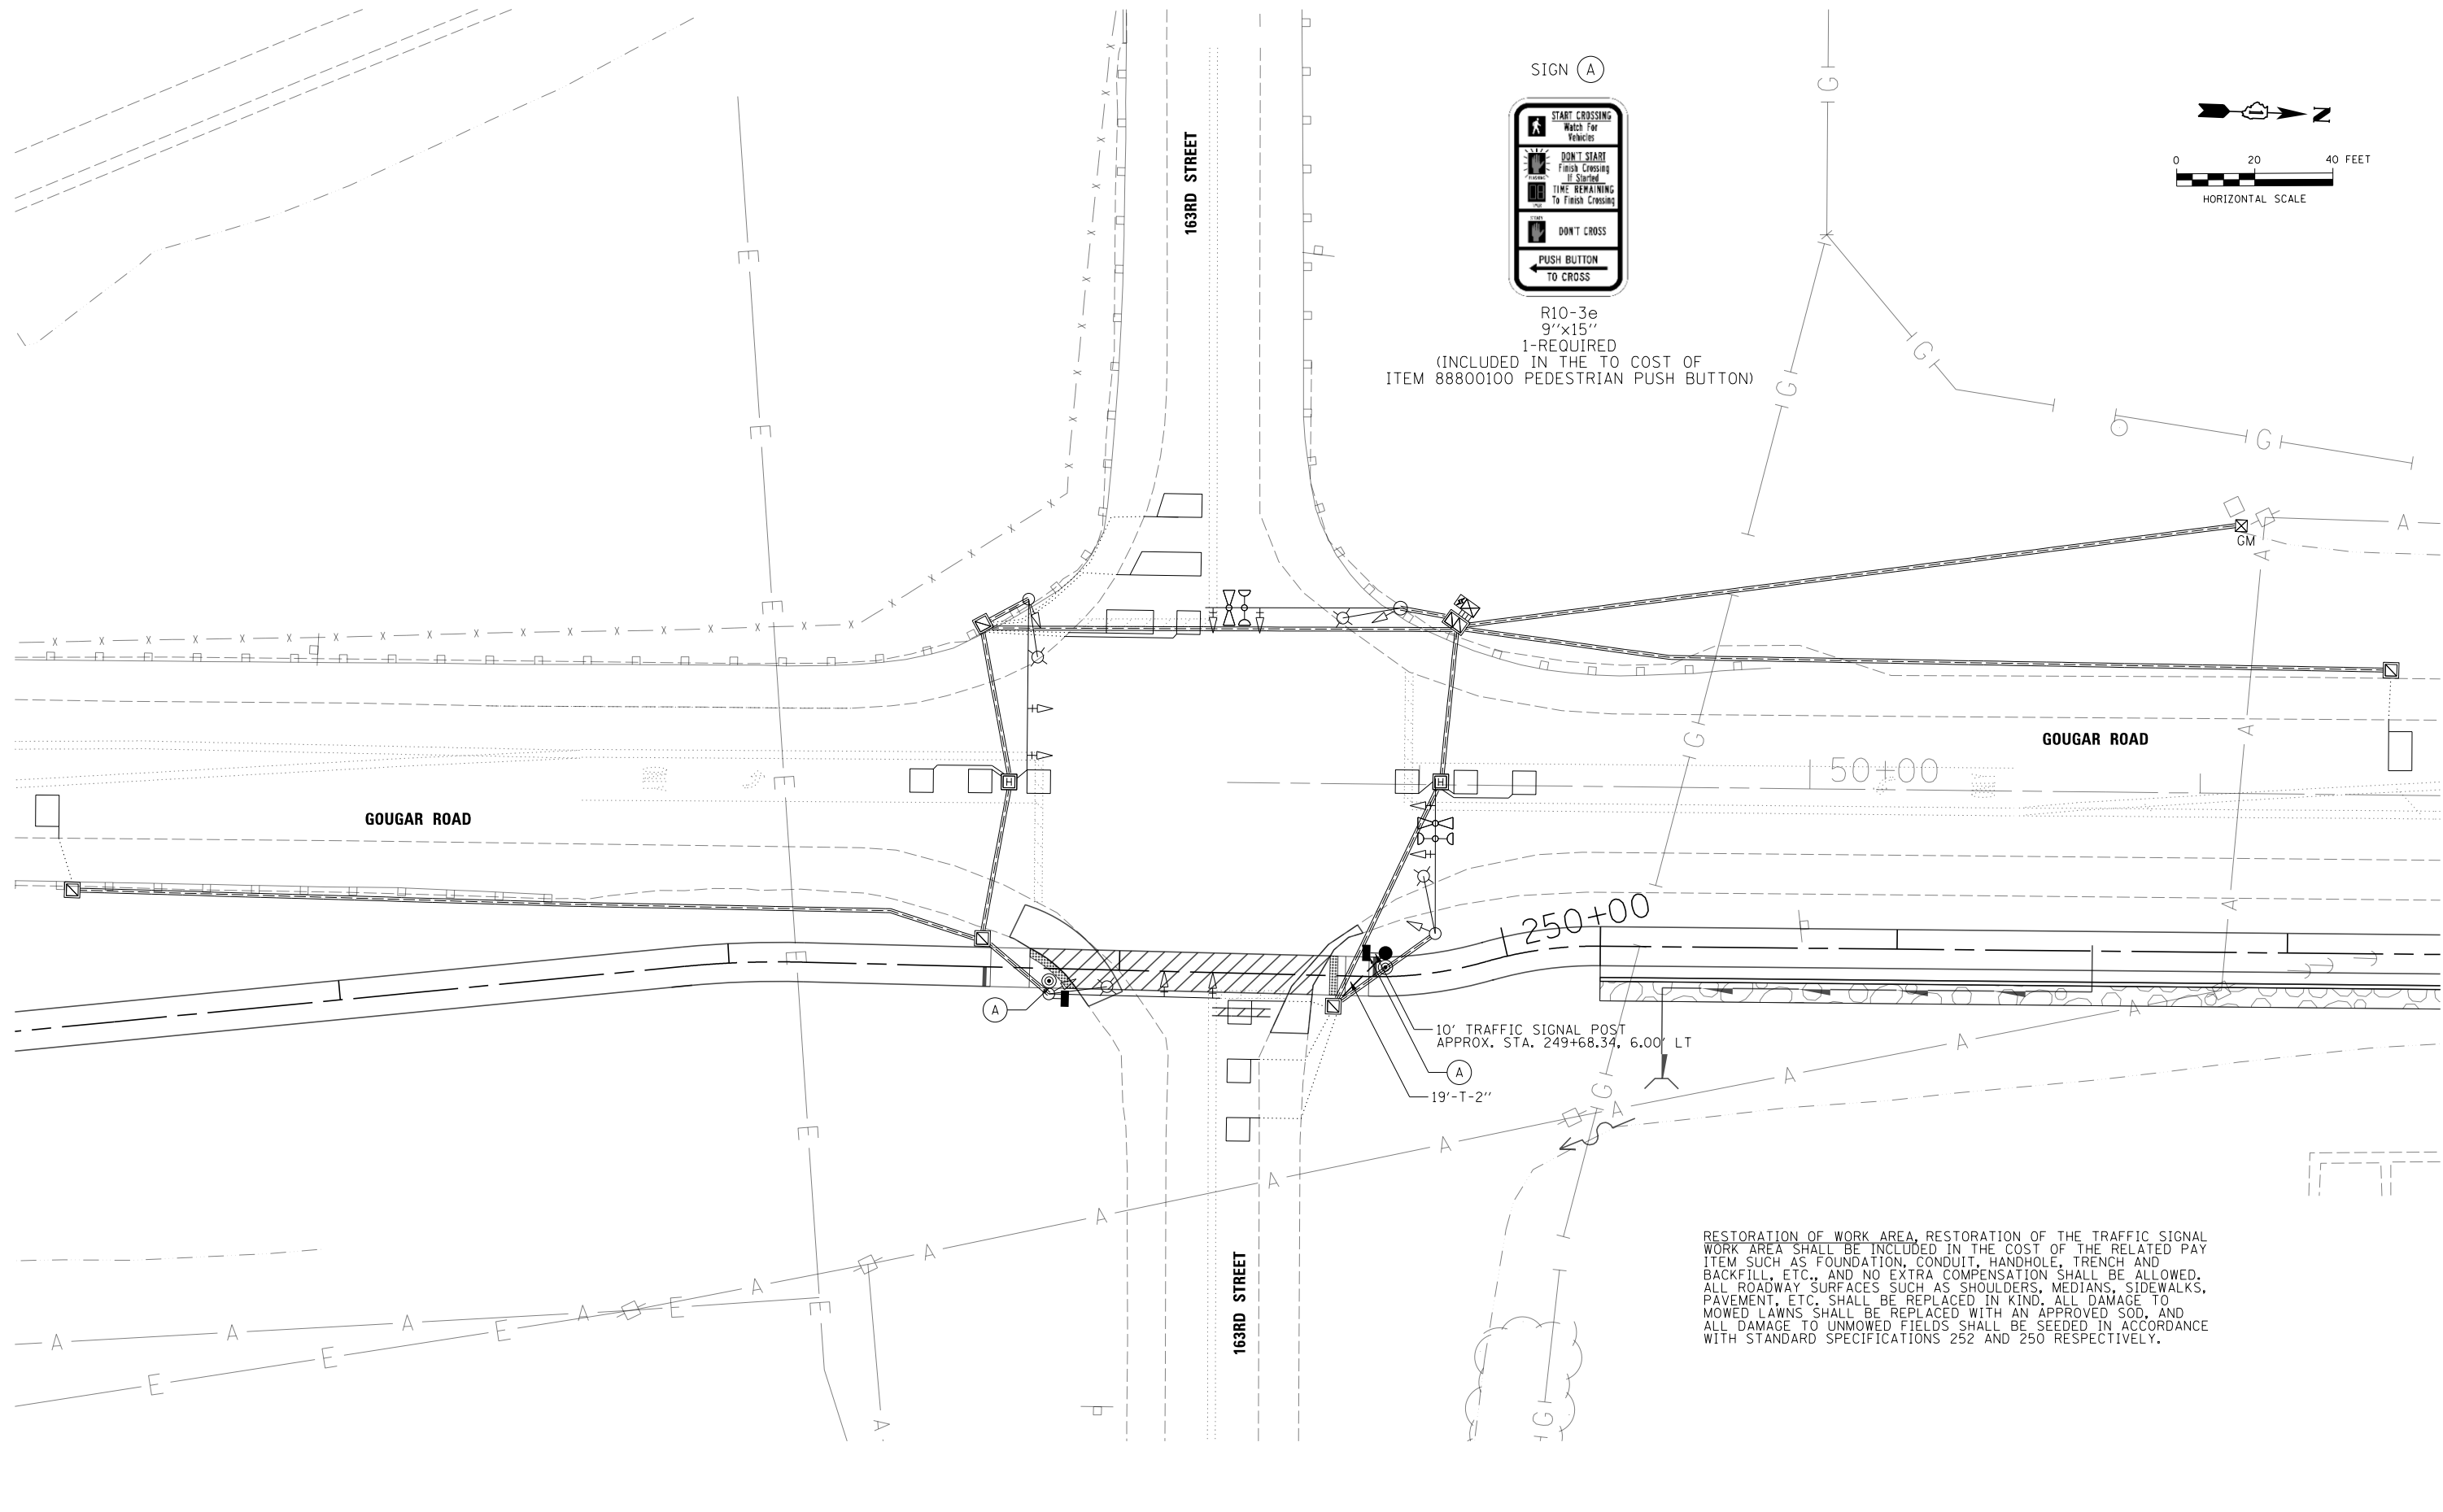 SIGN A
START CROSSING
Watch For
Vehicles
DON'T START
Finish Crossing
If Started
TIME REMAINING
To Finish Crossing
DON'T CROSS
PUSH BUTTON
TO CROSS
R10-3e
9''x15''
1-REQUIRED
(INCLUDED IN THE TO COST OF
ITEM 88800100 PEDESTRIAN PUSH BUTTON)
N
0 20 40 FEET
HORIZONTAL SCALE
163RD STREET
GM
GOUGAR ROAD
150+00
GOUGAR ROAD
H
H
250+00
A
10' TRAFFIC SIGNAL POST
APPROX. STA. 249+68.34, 6.00' LT
A
19'-T-2''
163RD STREET
RESTORATION OF WORK AREA, RESTORATION OF THE TRAFFIC SIGNAL
WORK AREA SHALL BE INCLUDED IN THE COST OF THE RELATED PAY
ITEM SUCH AS FOUNDATION, CONDUIT, HANDHOLE, TRENCH AND
BACKFILL, ETC., AND NO EXTRA COMPENSATION SHALL BE ALLOWED.
ALL ROADWAY SURFACES SUCH AS SHOULDERS, MEDIANS, SIDEWALKS,
PAVEMENT, ETC. SHALL BE REPLACED IN KIND. ALL DAMAGE TO
MOWED LAWNS SHALL BE REPLACED WITH AN APPROVED SOD, AND
ALL DAMAGE TO UNMOWED FIELDS SHALL BE SEEDED IN ACCORDANCE
WITH STANDARD SPECIFICATIONS 252 AND 250 RESPECTIVELY.